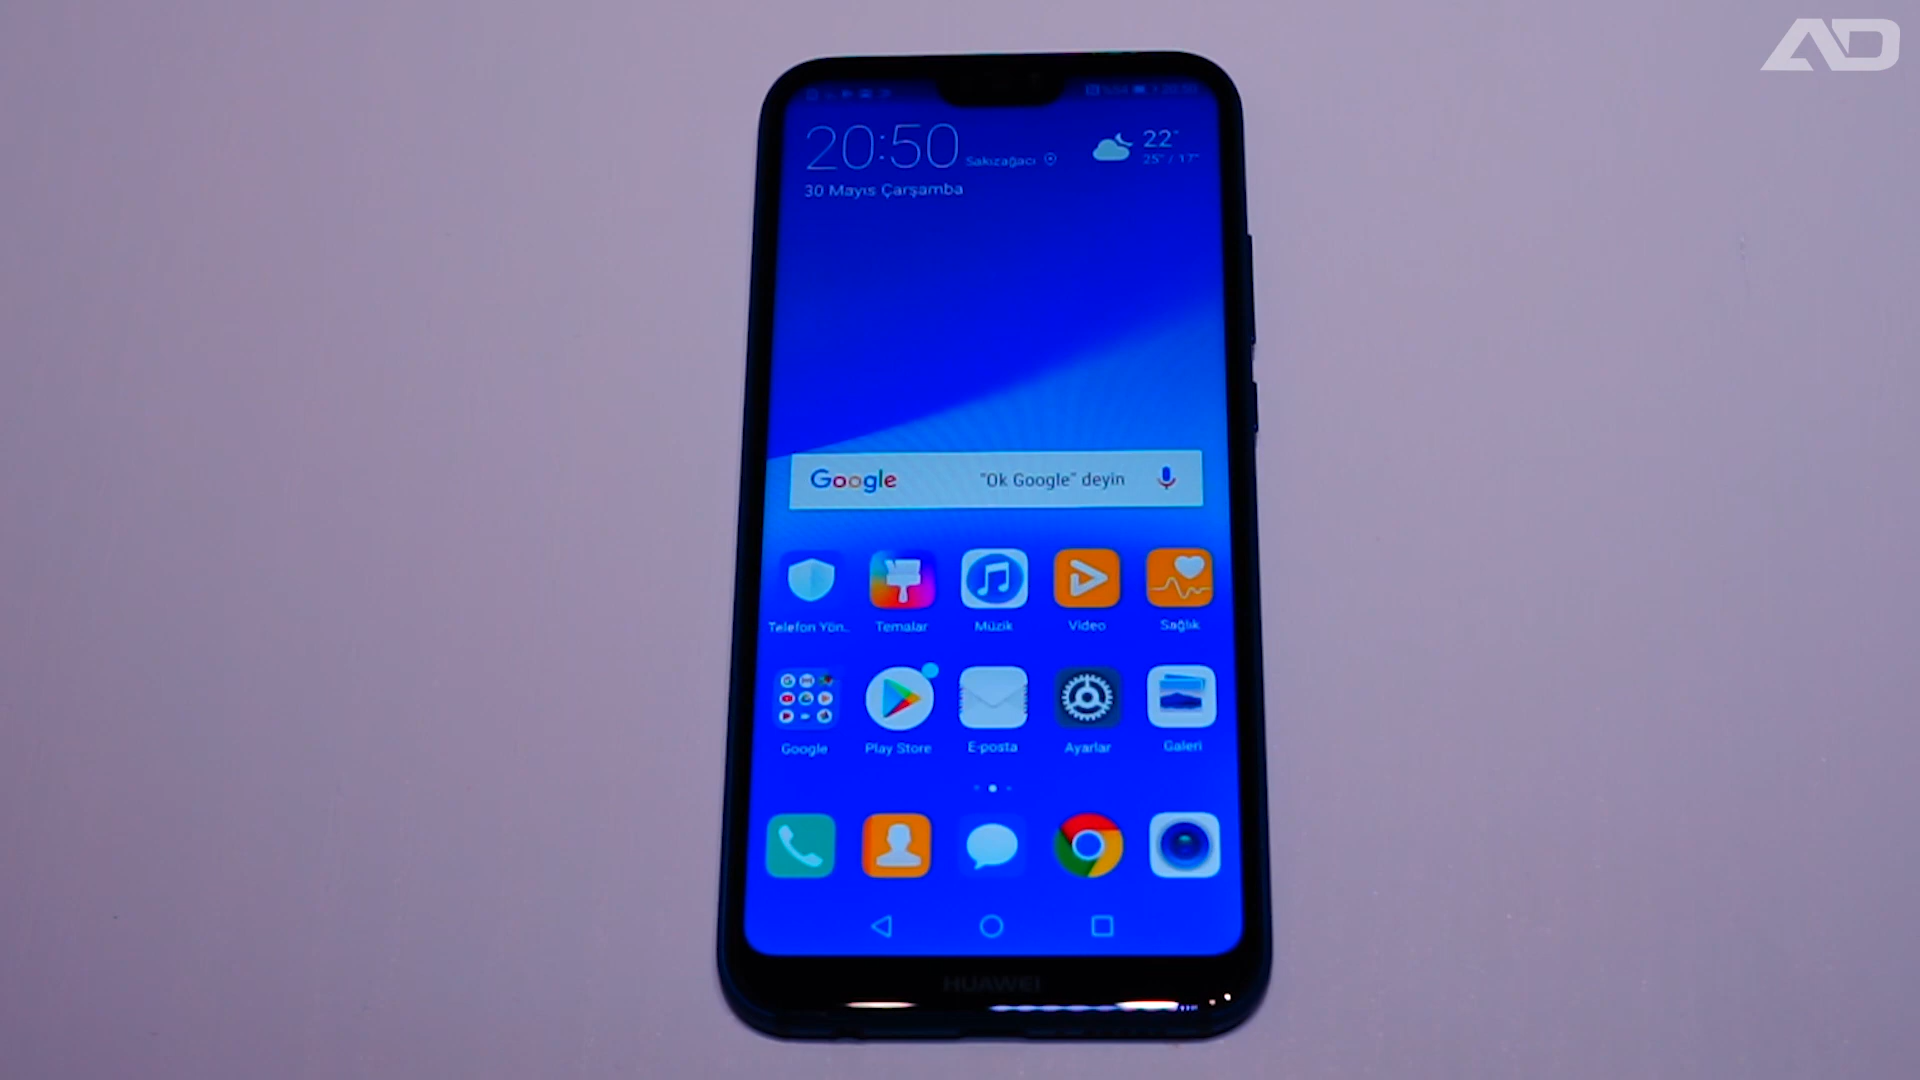 AD
20:50 Sakızağacı 22°
25° / 17°
30 Mayıs Çarşamba
Google "Ok Google" deyin
Telefon Yön.. Temalar Müzik Video Sağlık
Google Play Store E-posta Ayarlar Galeri
HUAWEI